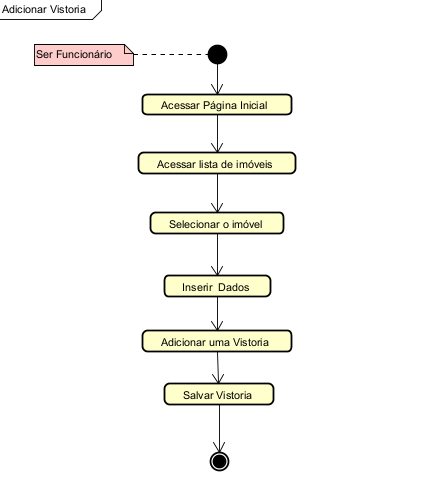 Adicionar Vistoria
Ser Funcionário
Acessar Página Inicial
Acessar lista de imóveis
Selecionar o imóvel
Inserir  Dados
Adicionar uma Vistoria
Salvar Vistoria